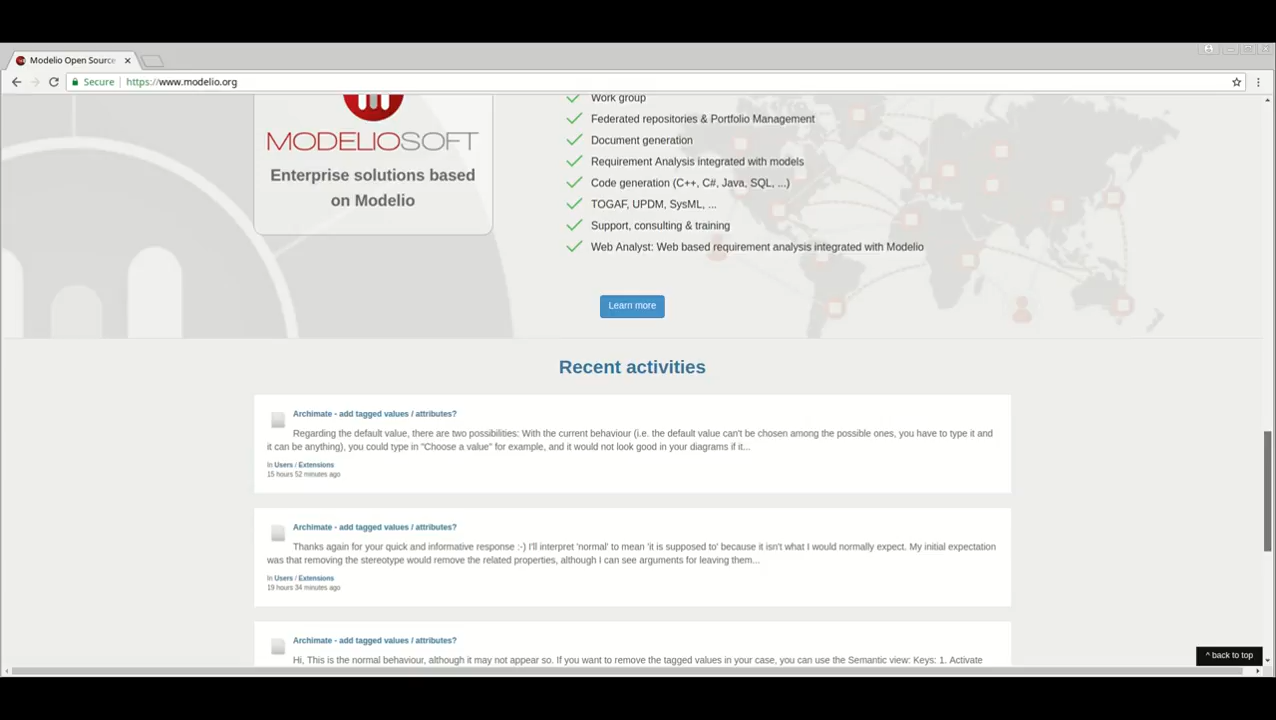 Modelio Open Source
Secure
https://www.modelio.org
MODELIOSOFT
Enterprise solutions based
on Modelio
Work group
Federated repositories & Portfolio Management
Document generation
Requirement Analysis integrated with models
Code generation (C++, C#, Java, SQL, ...)
TOGAF, UPDM, SysML, ...
Support, consulting & training
Web Analyst: Web based requirement analysis integrated with Modelio
Learn more
Recent activities
Archimate - add tagged values / attributes?
Regarding the default value, there are two possibilities: With the current behaviour (i.e. the default value can't be chosen among the possible ones, you have to type it and
it can be anything), you could type in "Choose a value" for example, and it would not look good in your diagrams if it...
In Users / Extensions
15 hours 52 minutes ago
Archimate - add tagged values / attributes?
Thanks again for your quick and informative response :-) I'll interpret 'normal' to mean 'it is supposed to' because it isn't what I would normally expect. My initial expectation
was that removing the stereotype would remove the related properties, although I can see arguments for leaving them...
In Users / Extensions
19 hours 34 minutes ago
Archimate - add tagged values / attributes?
Hi, This is the normal behaviour, although it may not appear so. If you want to remove the tagged values in your case, you can use the Semantic view: Keys: 1. Activate
^ back to top